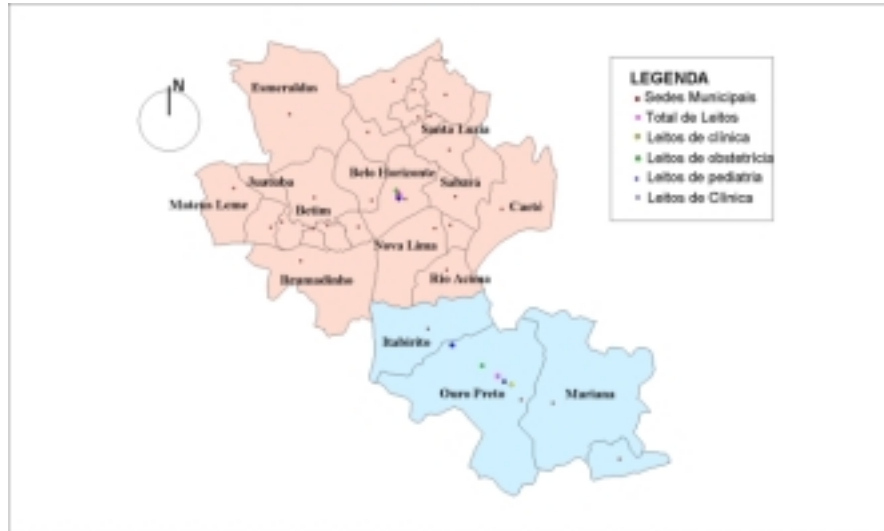 N
LEGENDA
Sedes Municipais
Total de Leitos
Leitos de clínica
Leitos de obstetrícia
Leitos de pediatria
Leitos de Clínica
Esmeraldas
Santa Luzia
Belo Horizonte
Juatuba
Sabará
Mateus Leme
Betim
Caeté
Nova Lima
Brumadinho
Rio Acima
Itabirito
Ouro Preto
Mariana